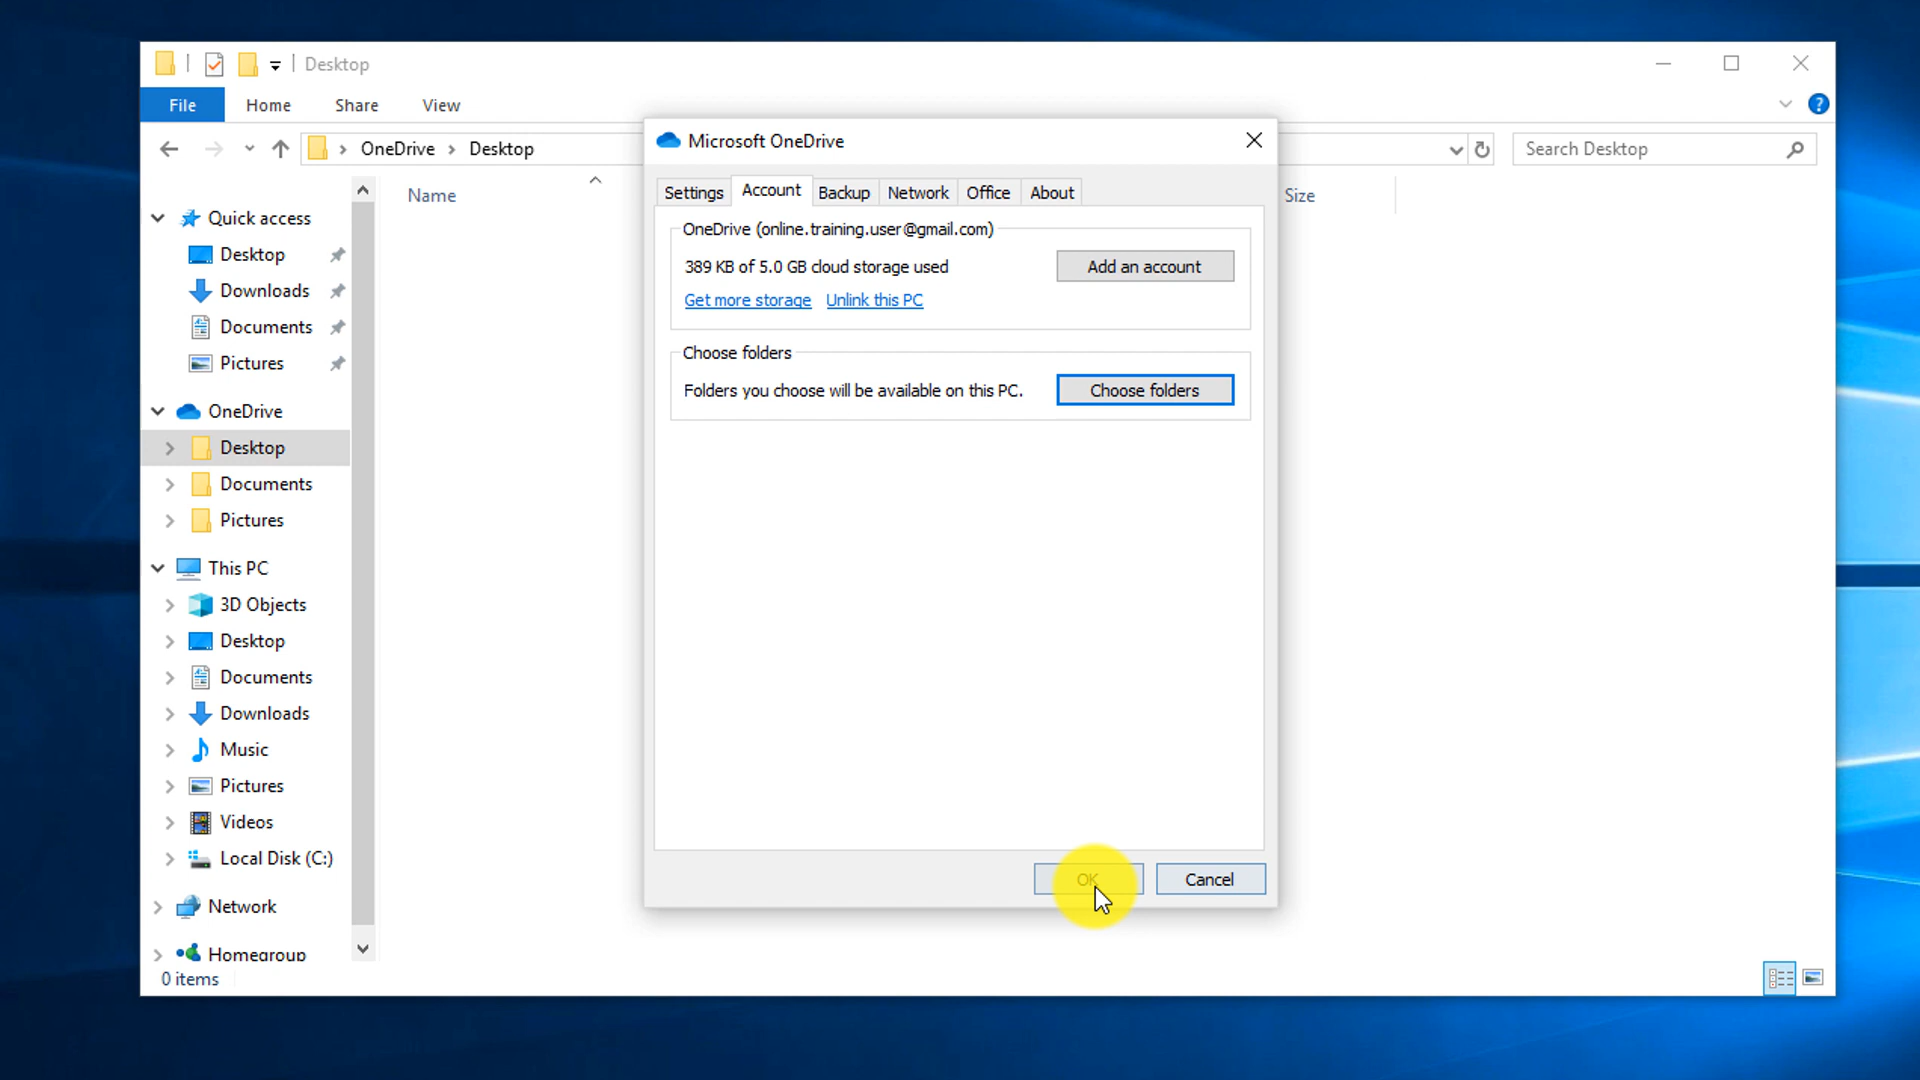 Desktop
File Home Share View
OneDrive Desktop
Search Desktop
Name
Size
Quick access
Desktop
Downloads
Documents
Pictures
OneDrive
Desktop
Documents
Pictures
This PC
3D Objects
Desktop
Documents
Downloads
Music
Pictures
Videos
Local Disk (C:)
Network
Homegroup
0 items
Microsoft OneDrive
Settings Account Backup Network Office About
OneDrive (online.training.user@gmail.com)
389 KB of 5.0 GB cloud storage used
Add an account
Get more storage Unlink this PC
Choose folders
Folders you choose will be available on this PC.
Choose folders
OK
Cancel